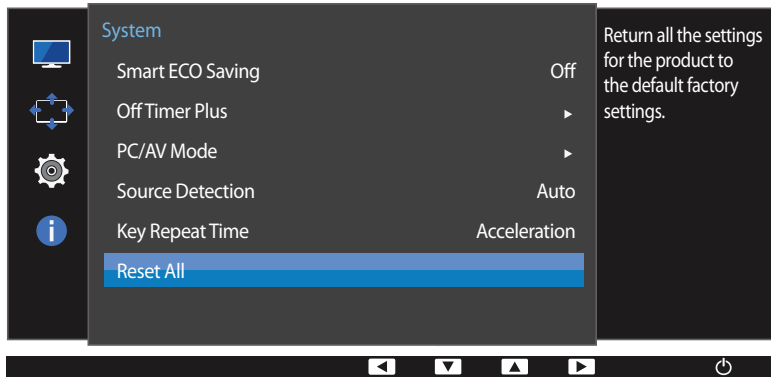 System
Smart ECO Saving Off
Off Timer Plus ►
PC/AV Mode ►
Source Detection Auto
Key Repeat Time Acceleration
Reset All
Return all the settings
for the product to
the default factory
settings.